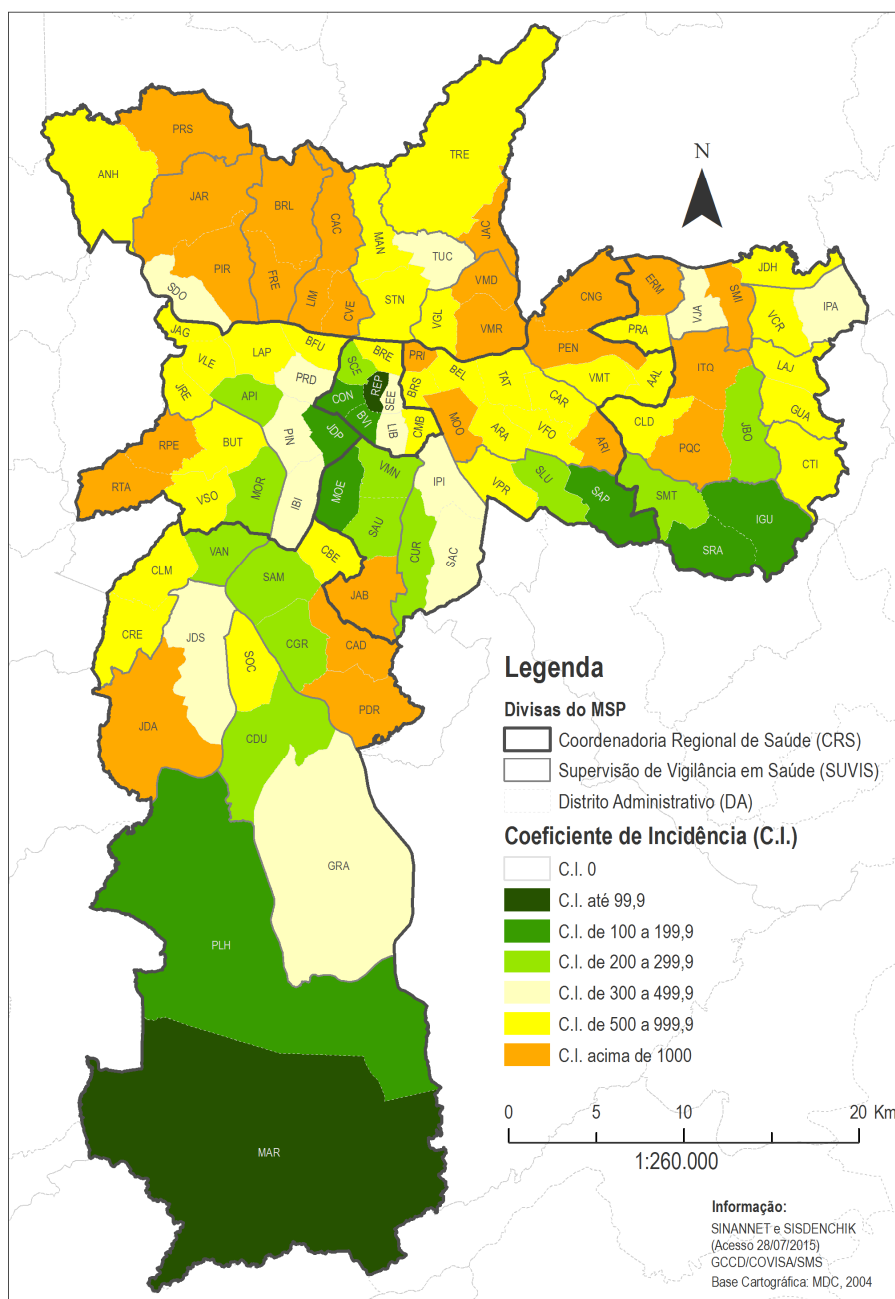 PRS
ANH
TRE
JAR
BRL
CAC
MAN
JAC
N
TUC
PIR
FRE
LIM
CVE
SDO
STN
VGL
VMD
VMR
CNG
ERM
VJA
SMI
JDH
VCR
IPA
PRA
PEN
JAG
VLE
LAP
BFU
BRE
SCE
PRI
BEL
TAT
VMT
AAL
ITQ
LAJ
JRE
API
PRD
CON
REP
SEE
BRS
CAR
GUA
RPE
BUT
PIN
JDP
BVI
LIB
CMB
MOO
ARA
VFO
ARI
CLD
PQC
JBO
CTI
RTA
VSO
MOR
IBI
MOE
VMN
IPI
VPR
SLU
SAP
SMT
IGU
SRA
SAU
CUR
SAC
CLM
VAN
SAM
CBE
JAB
CRE
JDS
SOC
CGR
CAD
JDA
CDU
PDR
GRA
PLH
MAR
Legenda
Divisas do MSP
Coordenadoria Regional de Saúde (CRS)
Supervisão de Vigilância em Saúde (SUVIS)
Distrito Administrativo (DA)
Coeficiente de Incidência (C.I.)
C.I. 0
C.I. até 99,9
C.I. de 100 a 199,9
C.I. de 200 a 299,9
C.I. de 300 a 499,9
C.I. de 500 a 999,9
C.I. acima de 1000
0 5 10 20 Km
1:260.000
Informação:
SINANNET e SISDENCHIK
(Acesso 28/07/2015)
GCCD/COVISA/SMS
Base Cartográfica: MDC, 2004